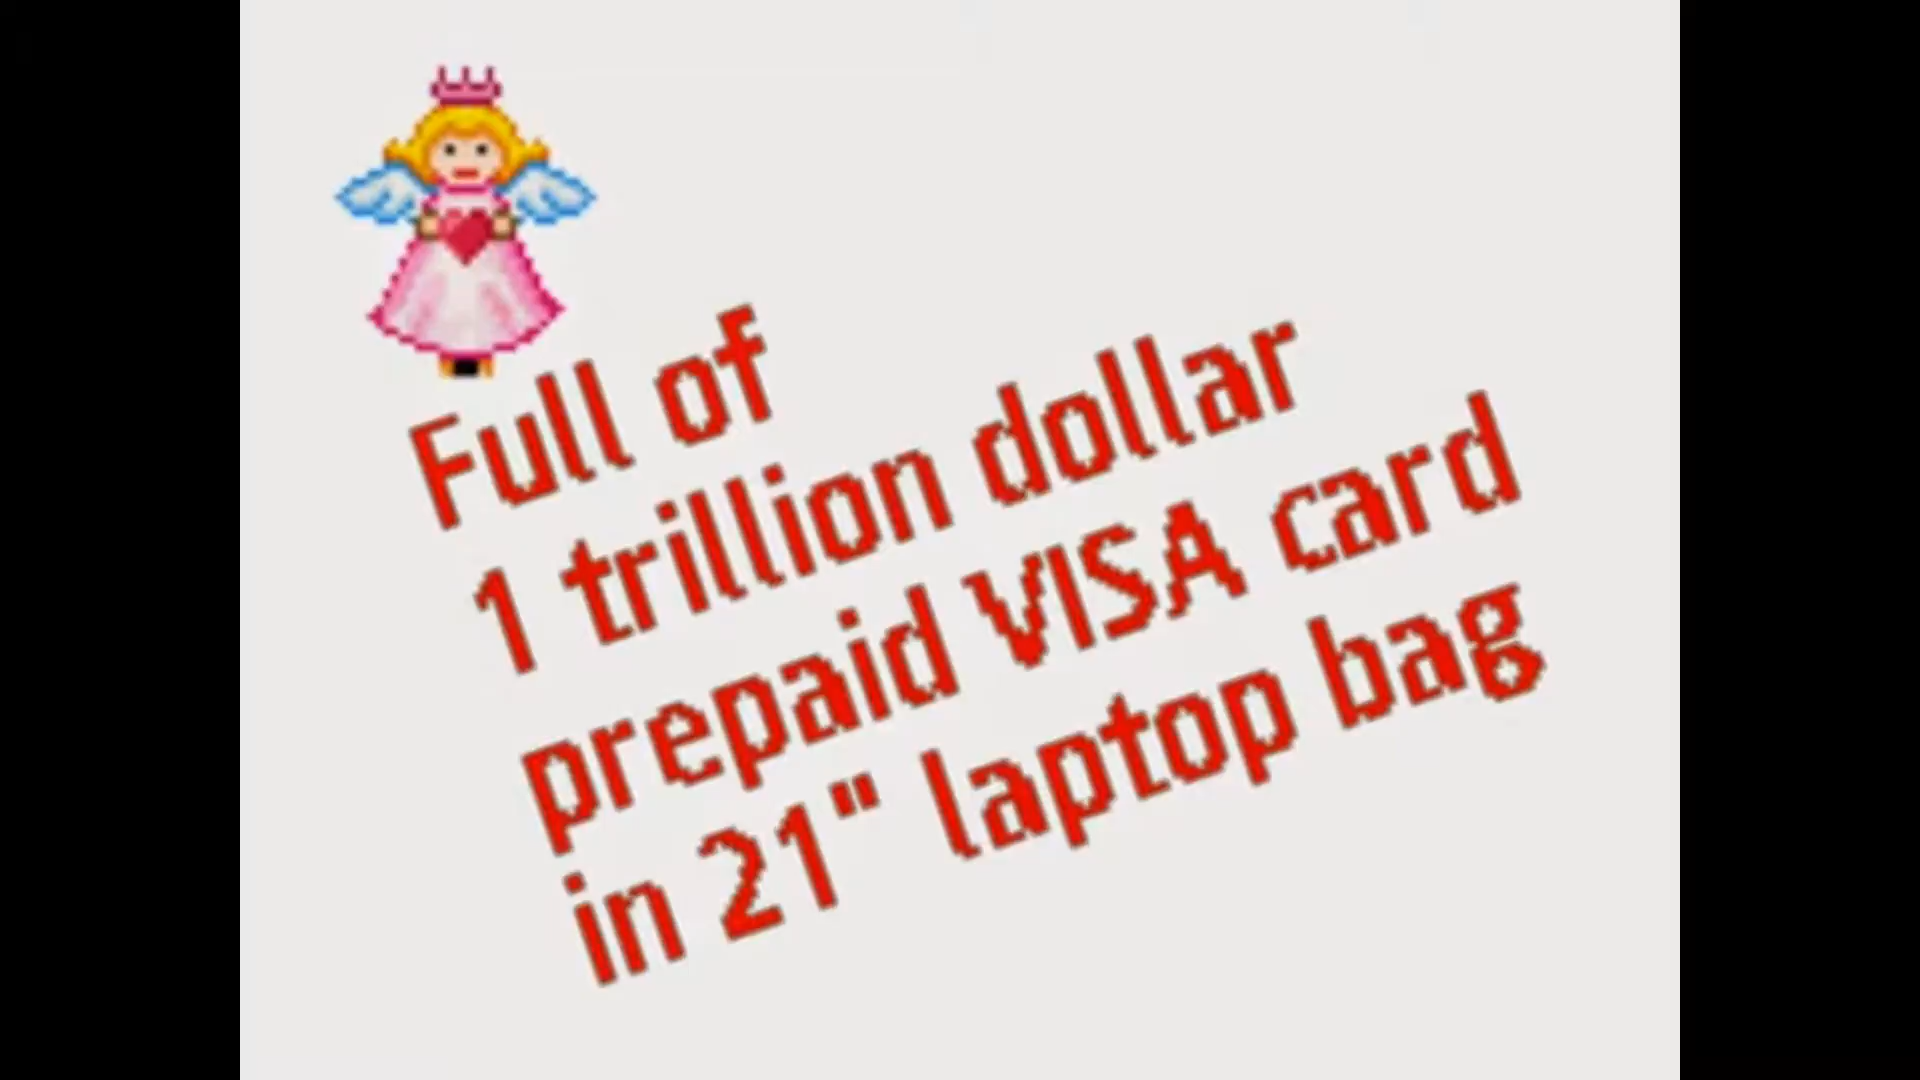 Full of
1 trillion dollar
prepaid VISA card
in 21" laptop bag